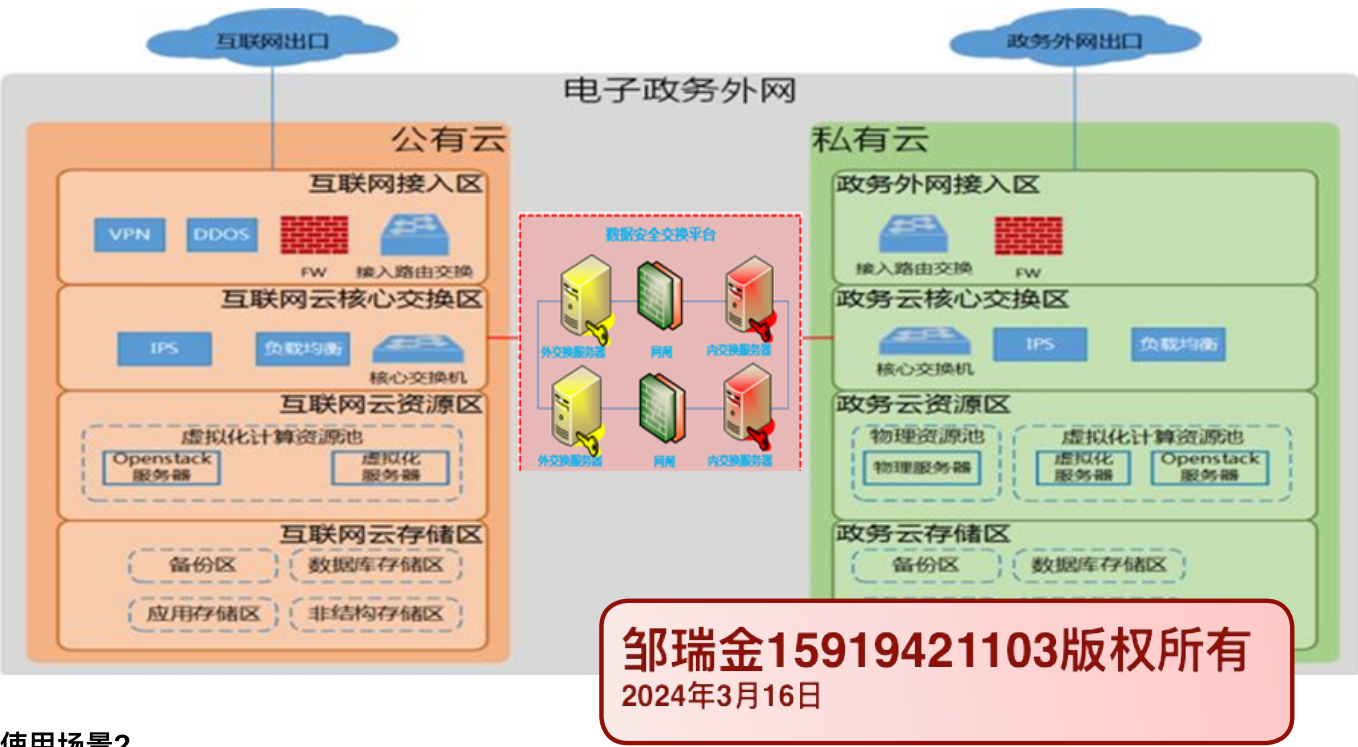 互联网出口
政务外网出口
电子政务外网
公有云
互联网接入区
VPN
DDOS
FW
接入路由交换
互联网云核心交换区
IPS
负载均衡
核心交换机
互联网云资源区
虚拟化计算资源池
Openstack
服务器
虚拟化
服务器
互联网云存储区
备份区
数据库存储区
应用存储区
非结构存储区
数据安全交换平台
外交换服务器
网闸
内交换服务器
外交换服务器
网闸
内交换服务器
私有云
政务外网接入区
接入路由交换
FW
政务云核心交换区
核心交换机
IPS
负载均衡
政务云资源区
物理资源池
物理服务器
虚拟化计算资源池
虚拟化
服务器
Openstack
服务器
政务云存储区
备份区
数据库存储区
邹瑞金15919421103版权所有
2024年3月16日
使用场景2